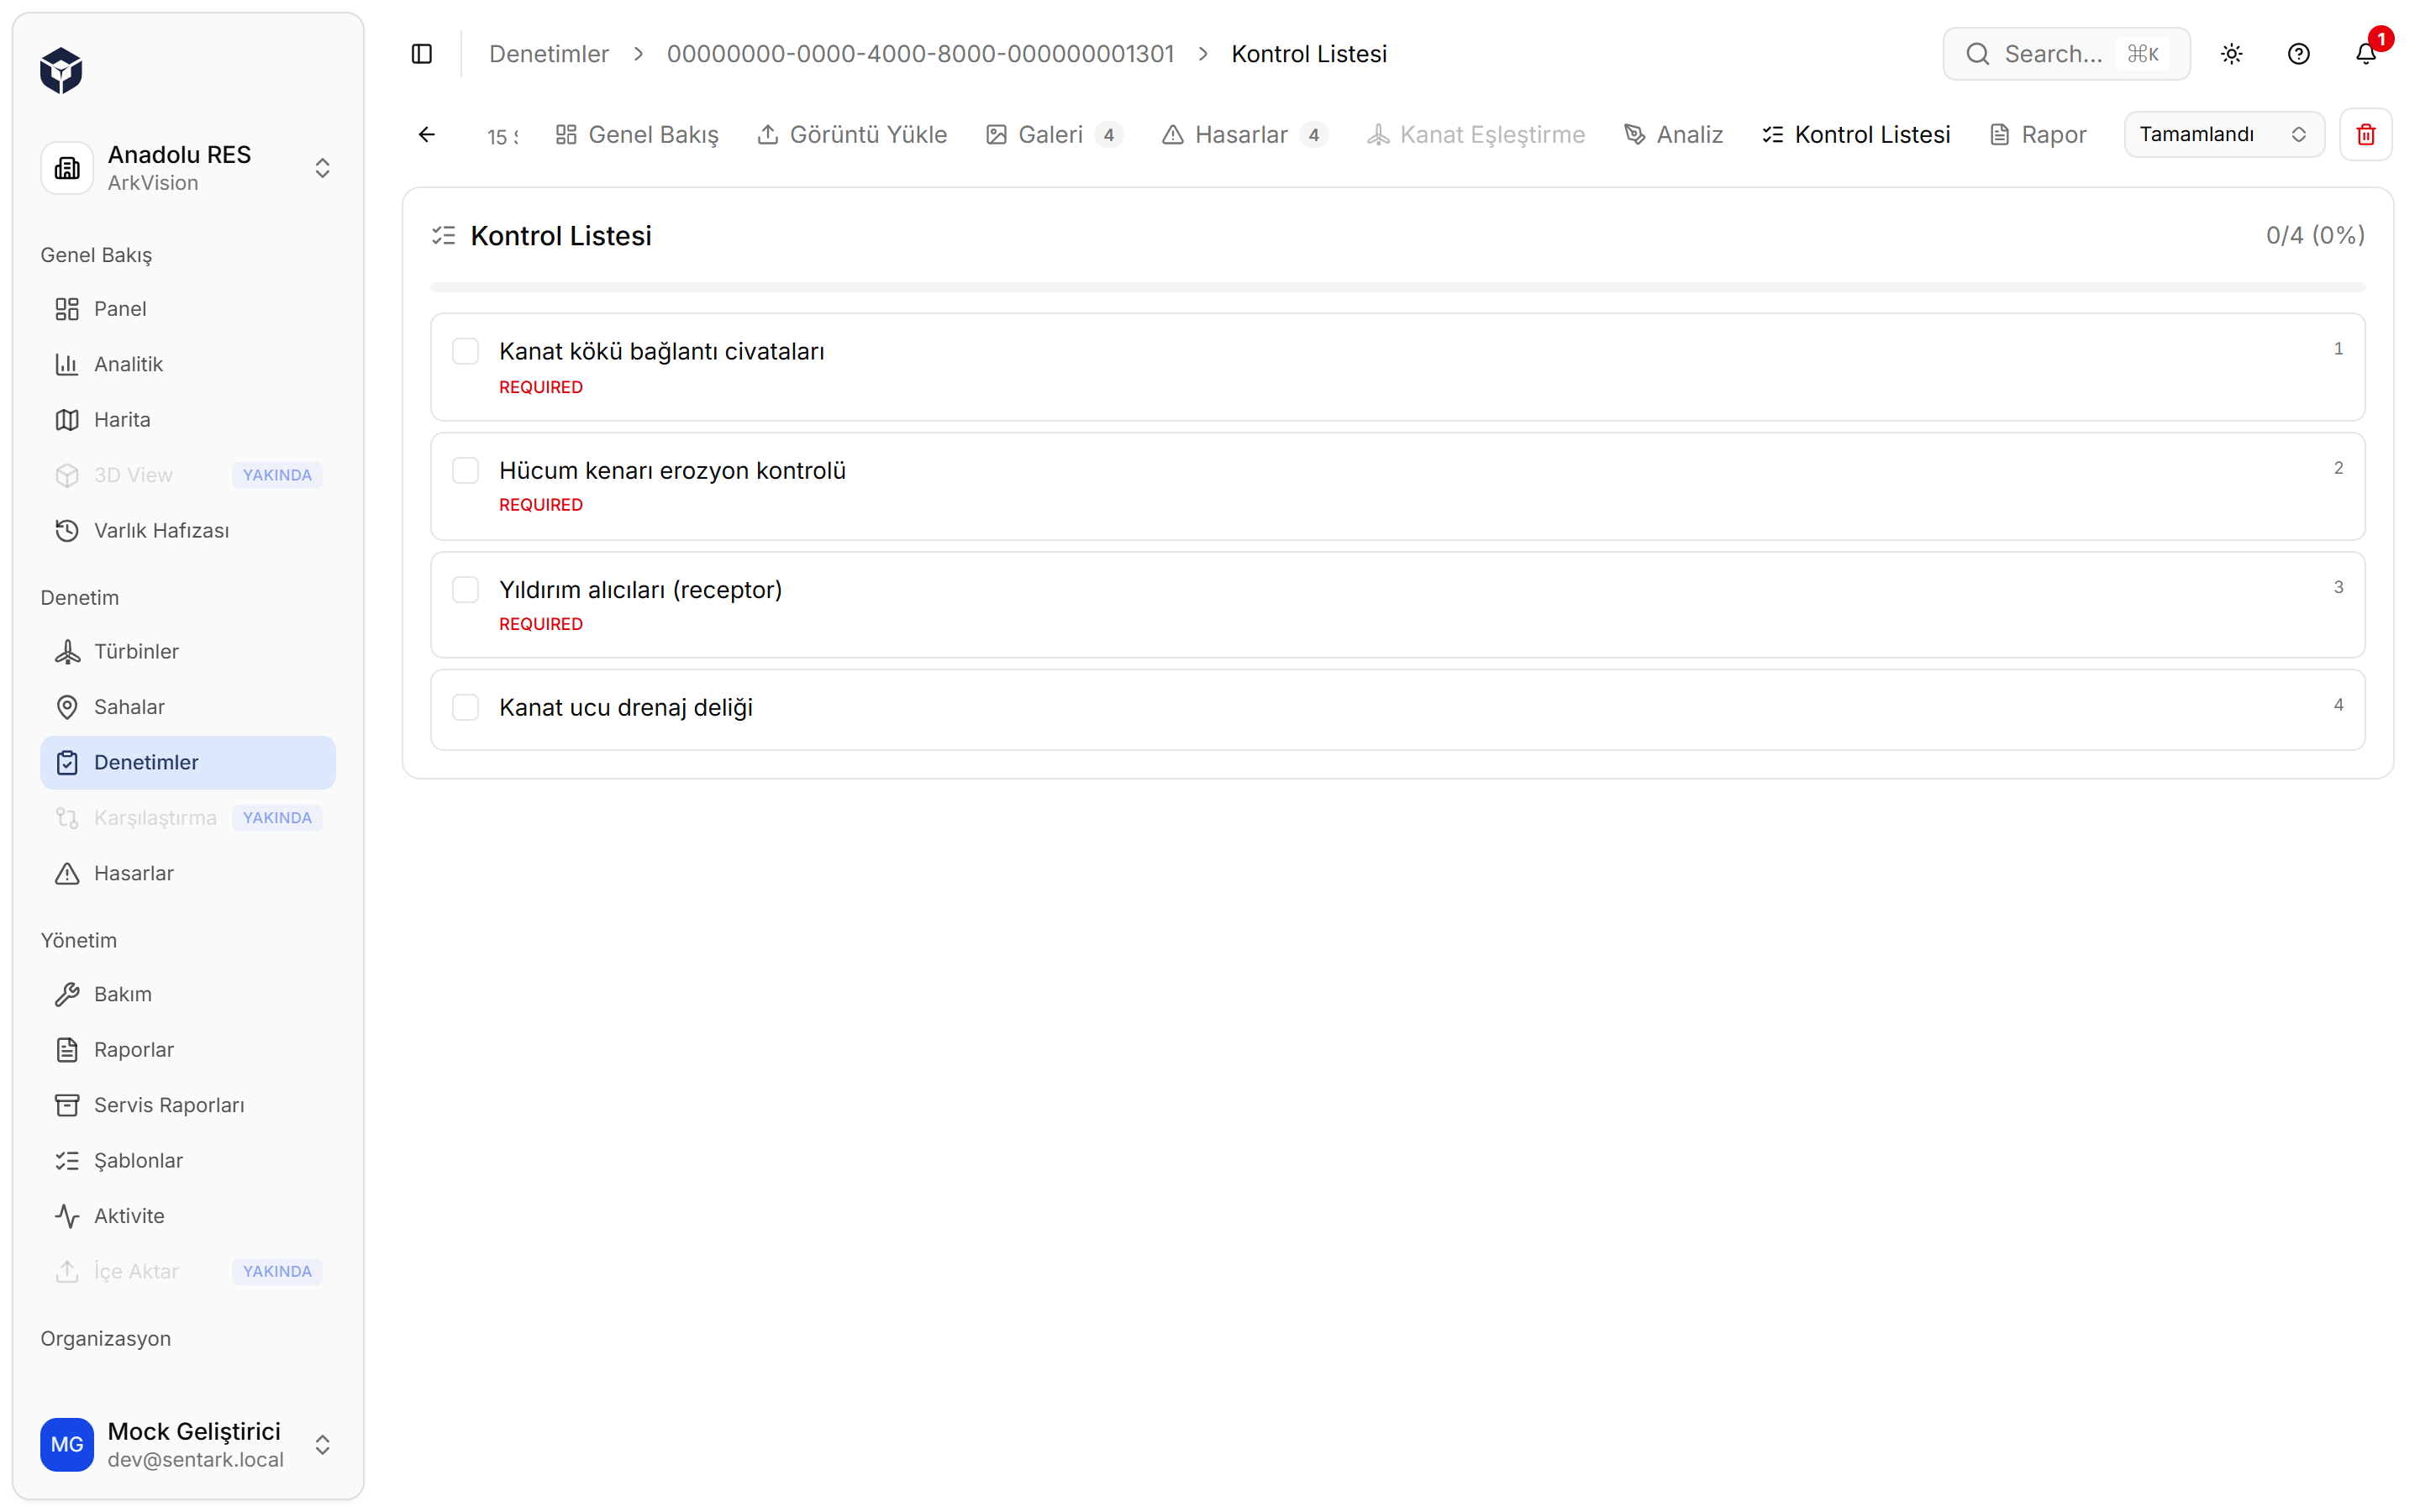 Anadolu RES
ArkVision
Genel Bakış
Panel
Analitik
Harita
3D View YAKINDA
Varlık Hafızası
Denetim
Türbinler
Sahalar
Denetimler
Karşılaştırma YAKINDA
Hasarlar
Yönetim
Bakım
Raporlar
Servis Raporları
Şablonlar
Aktivite
İçe Aktar YAKINDA
Organizasyon
MG
Mock Geliştirici
dev@sentark.local
Denetimler > 00000000-0000-4000-8000-000000001301 > Kontrol Listesi
Search... ⌘K
1
15 Genel Bakış Görüntü Yükle Galeri 4 Hasarlar 4 Kanat Eşleştirme Analiz Kontrol Listesi Rapor Tamamlandı
Kontrol Listesi 0/4 (0%)
Kanat kökü bağlantı civataları 1
REQUIRED
Hücum kenarı erozyon kontrolü 2
REQUIRED
Yıldırım alıcıları (receptor) 3
REQUIRED
Kanat ucu drenaj deliği 4